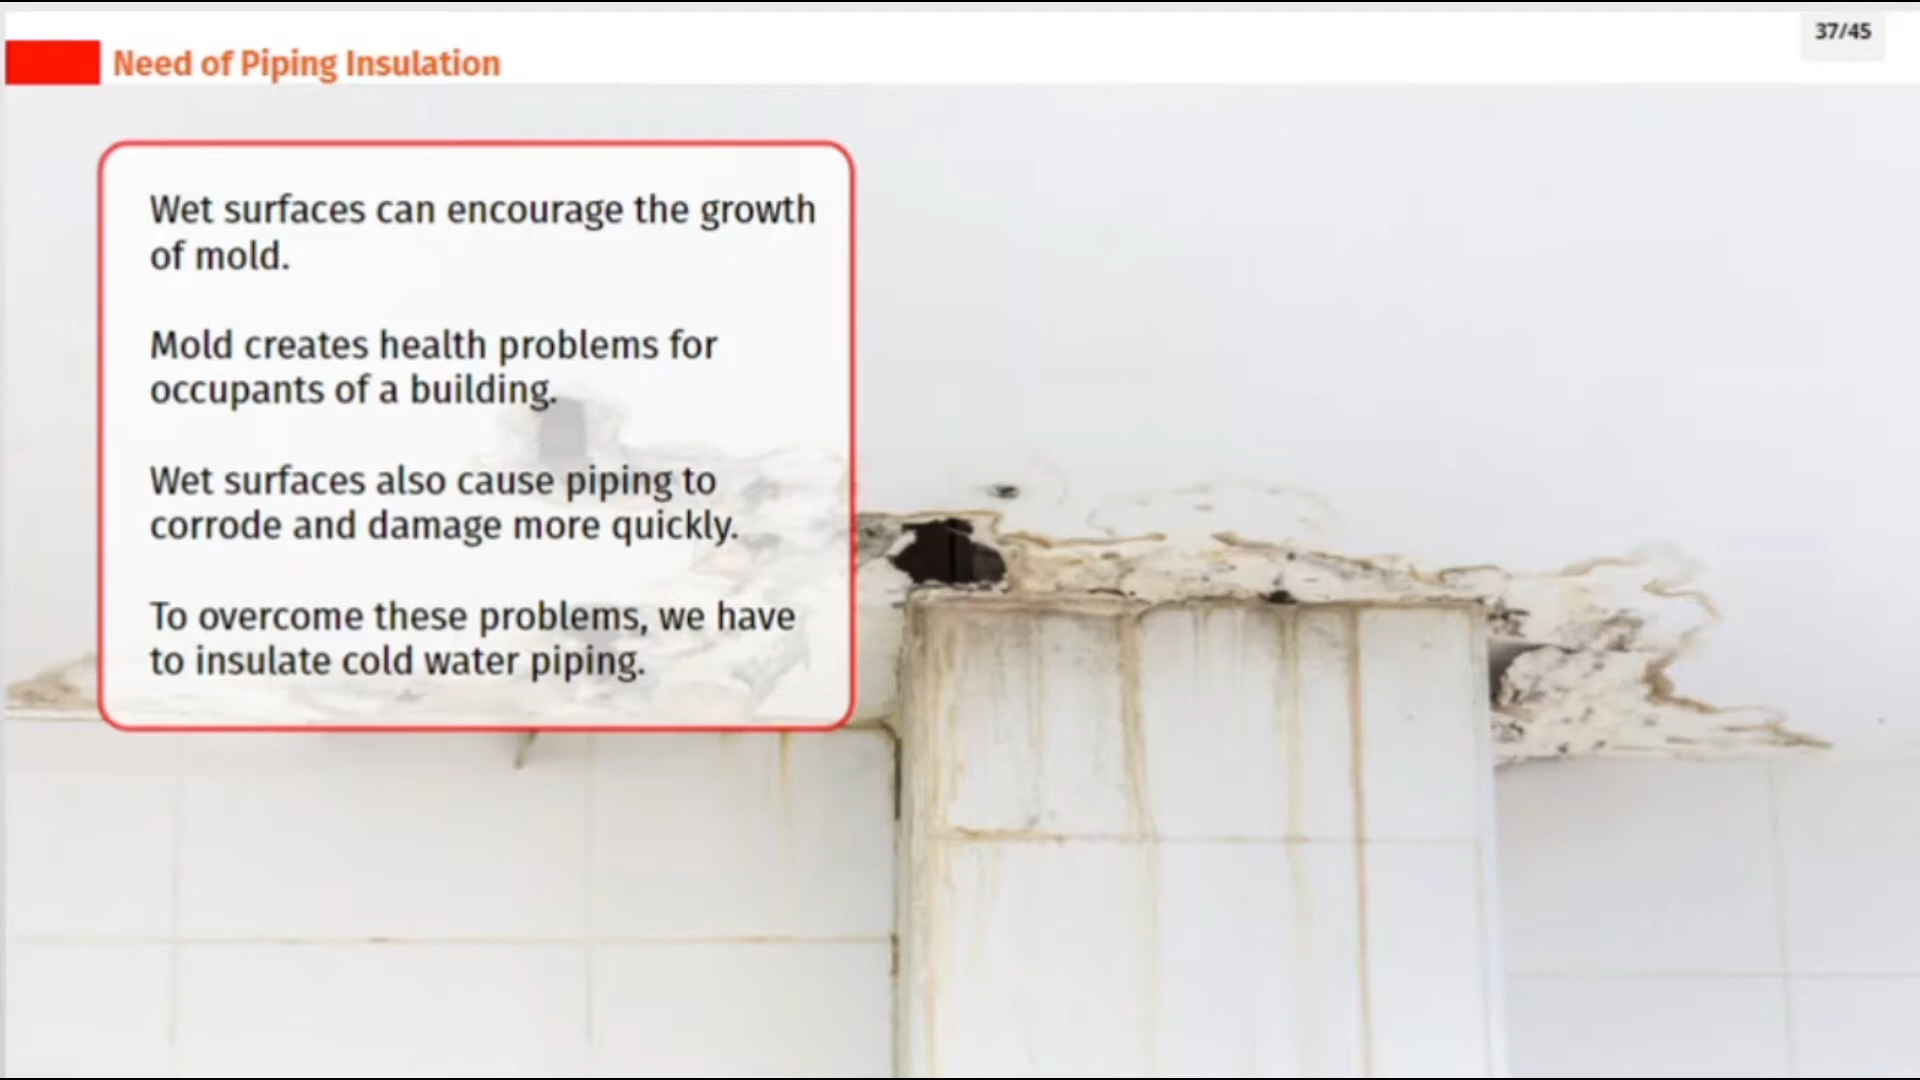 37/45
Need of Piping Insulation
Wet surfaces can encourage the growth
of mold.
Mold creates health problems for
occupants of a building.
Wet surfaces also cause piping to
corrode and damage more quickly.
To overcome these problems, we have
to insulate cold water piping.